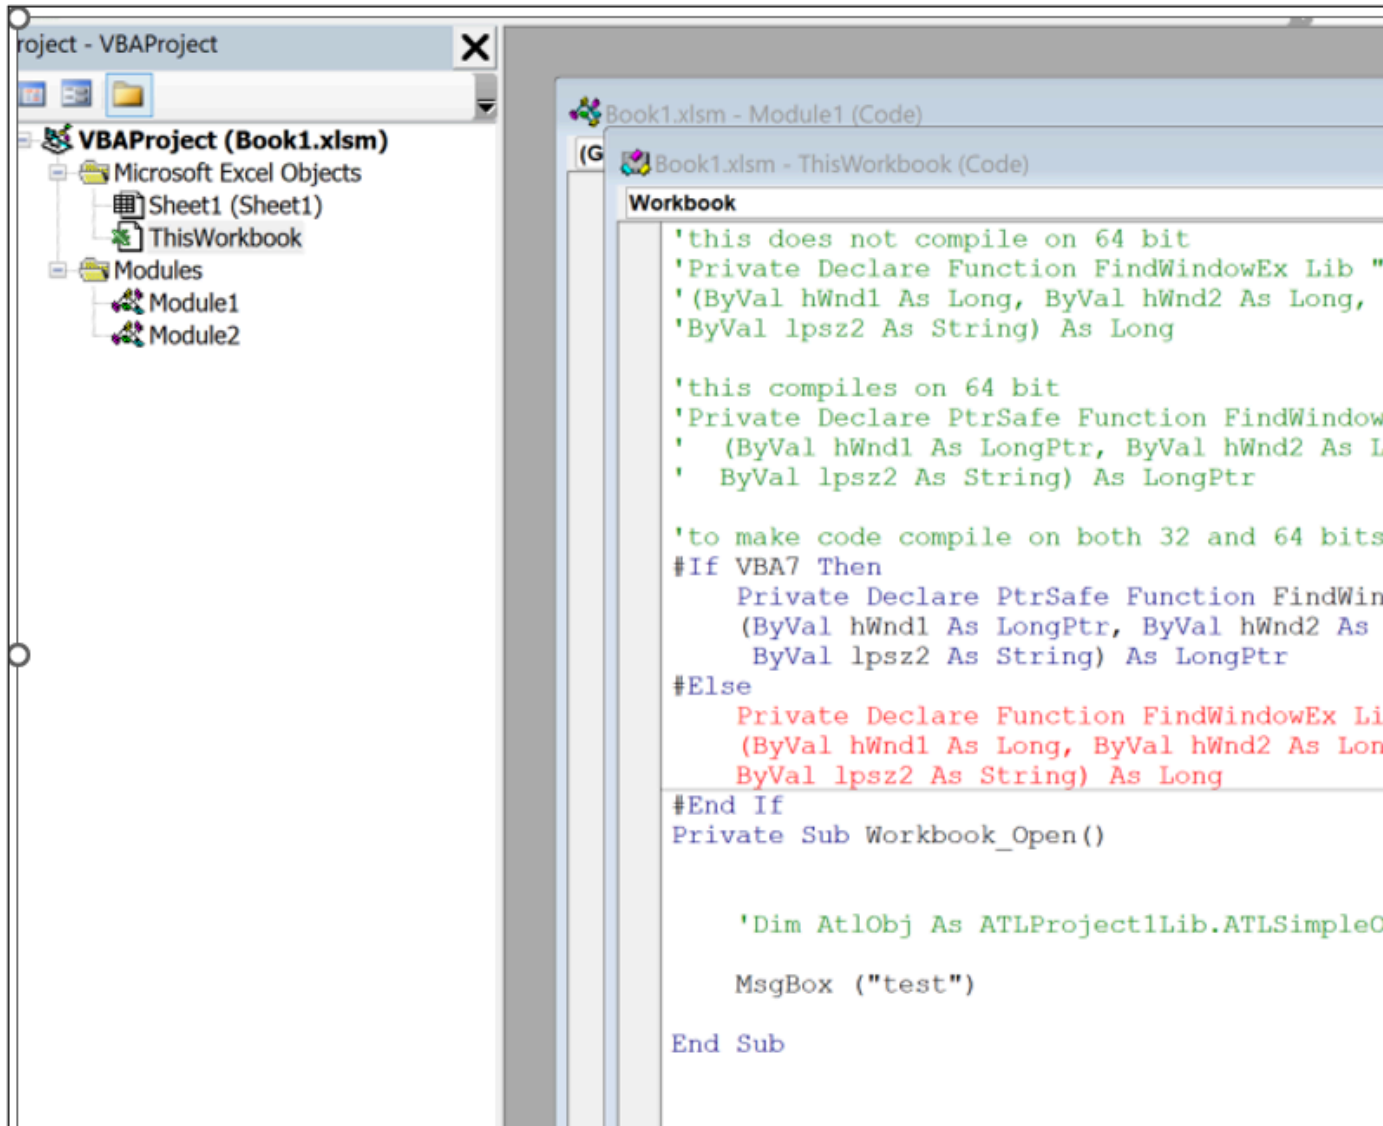 roject - VBAProject
VBAProject (Book1.xlsm)
Microsoft Excel Objects
Sheet1 (Sheet1)
ThisWorkbook
Modules
Module1
Module2
Book1.xlsm - Module1 (Code)
(G
Book1.xlsm - ThisWorkbook (Code)
Workbook
'this does not compile on 64 bit
'Private Declare Function FindWindowEx Lib "
'(ByVal hWnd1 As Long, ByVal hWnd2 As Long,
'ByVal lpsz2 As String) As Long
'this compiles on 64 bit
'Private Declare PtrSafe Function FindWindow
'  (ByVal hWnd1 As LongPtr, ByVal hWnd2 As L
'  ByVal lpsz2 As String) As LongPtr
'to make code compile on both 32 and 64 bits
#If VBA7 Then
Private Declare PtrSafe Function FindWin
(ByVal hWnd1 As LongPtr, ByVal hWnd2 As
ByVal lpsz2 As String) As LongPtr
#Else
Private Declare Function FindWindowEx Li
(ByVal hWnd1 As Long, ByVal hWnd2 As Lon
ByVal lpsz2 As String) As Long
#End If
Private Sub Workbook_Open()
'Dim AtlObj As ATLProject1Lib.ATLSimpleO
MsgBox ("test")
End Sub